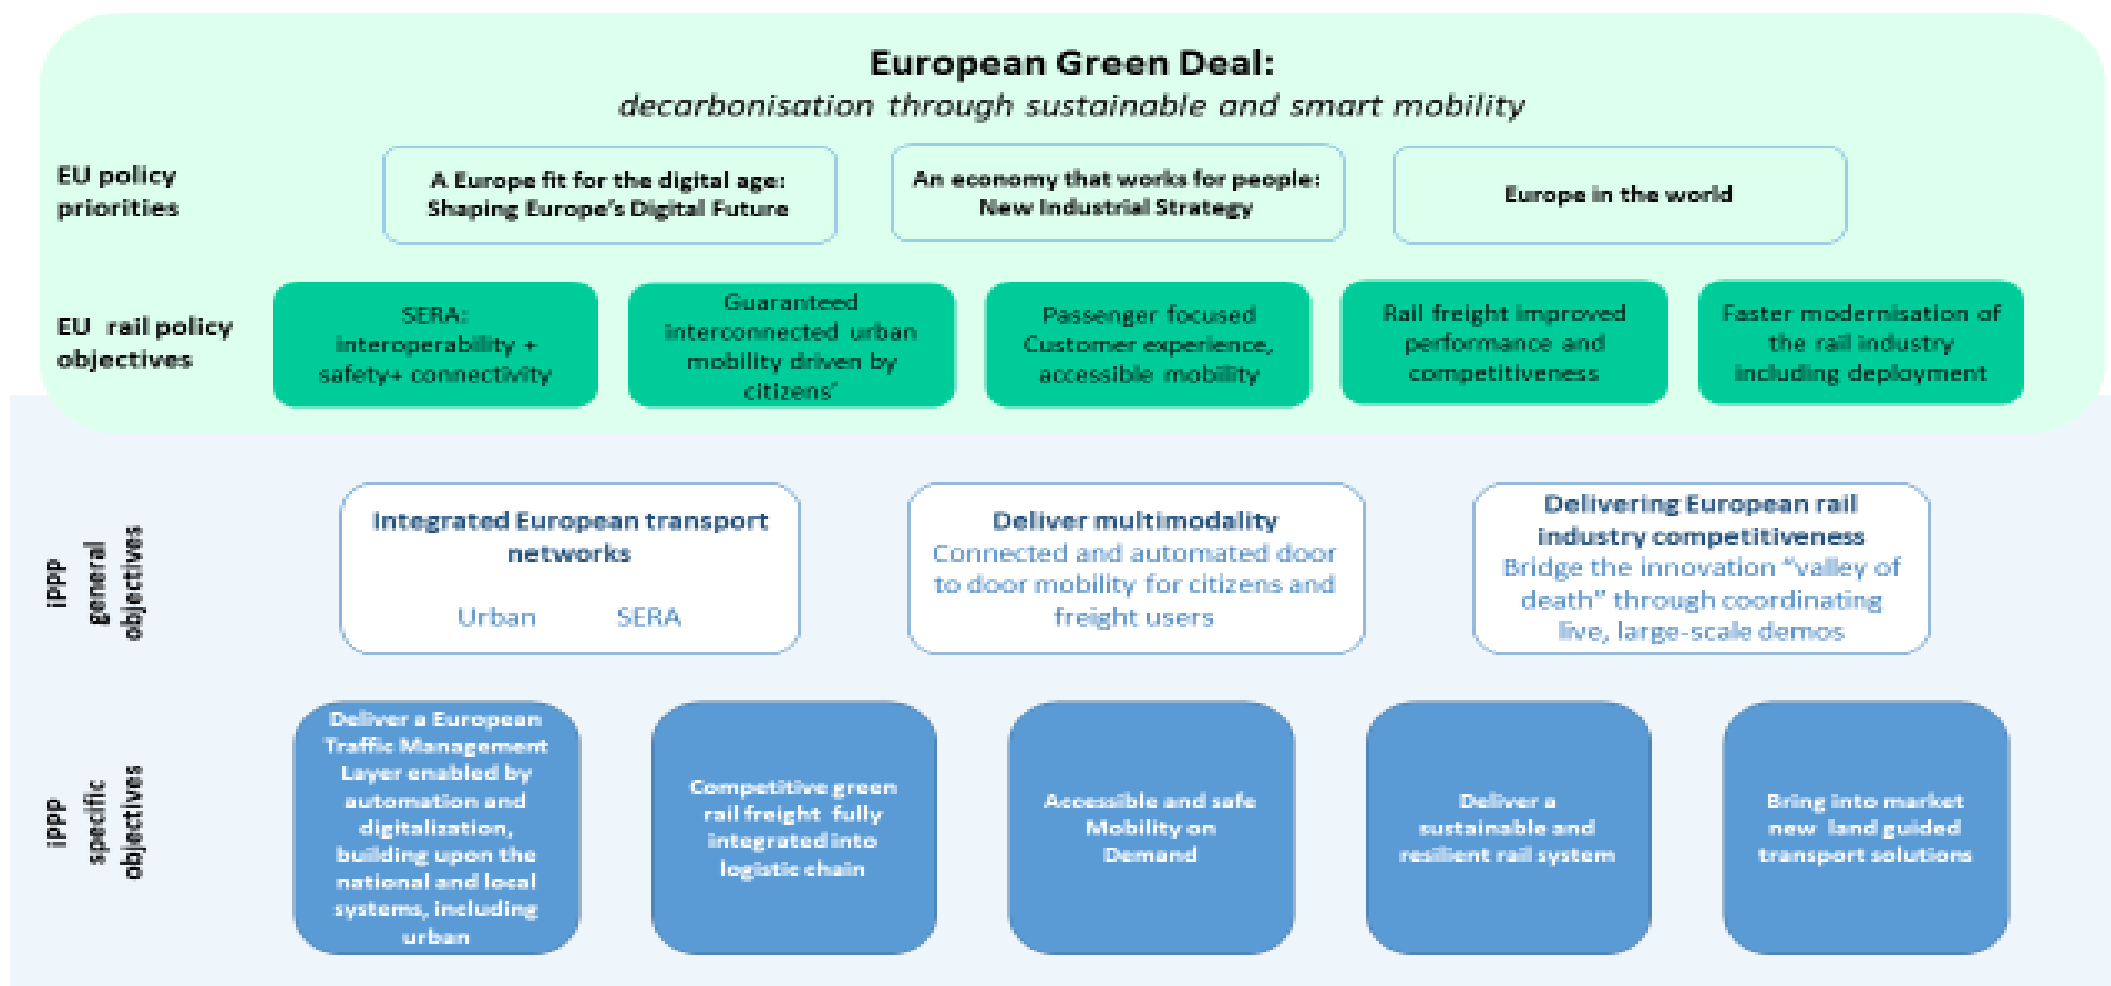 European Green Deal:
decarbonisation through sustainable and smart mobility
EU policy
priorities
A Europe fit for the digital age:
Shaping Europe's Digital Future
An economy that works for people:
New Industrial Strategy
Europe in the world
EU rail policy
objectives
SERA:
interoperability +
safety+ connectivity
Guaranteed
interconnected urban
mobility driven by
citizens'
Passenger focused
Customer experience,
accessible mobility
Rail freight improved
performance and
competitiveness
Faster modernisation of
the rail industry
including deployment
iPPP
general
objectives
Integrated European transport
networks
Urban SERA
Deliver multimodality
Connected and automated door
to door mobility for citizens and
freight users
Delivering European rail
industry competitiveness
Bridge the innovation "valley of
death" through coordinating
live, large-scale demos
iPPP
specific
objectives
Deliver a European
Traffic Management
Layer enabled by
automation and
digitalization,
building upon the
national and local
systems, including
urban
Competitive green
rail freight fully
integrated into
logistic chain
Accessible and safe
Mobility on
Demand
Deliver a
sustainable and
resilient rail system
Bring into market
new land guided
transport solutions